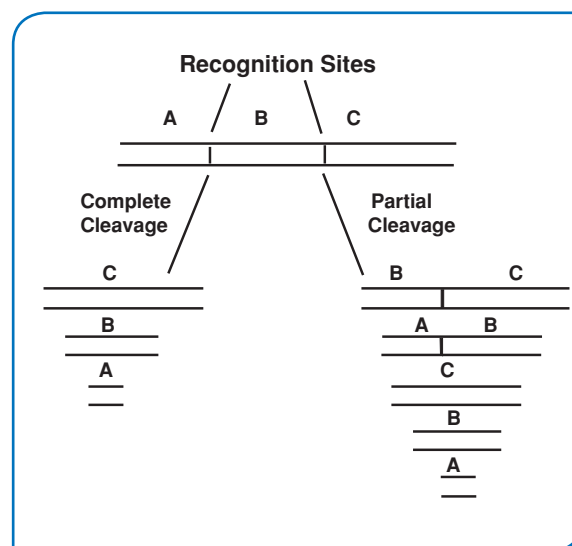 Recognition Sites
A B C
Complete
Cleavage
Partial
Cleavage
C
B
A
B C
A B
C
B
A